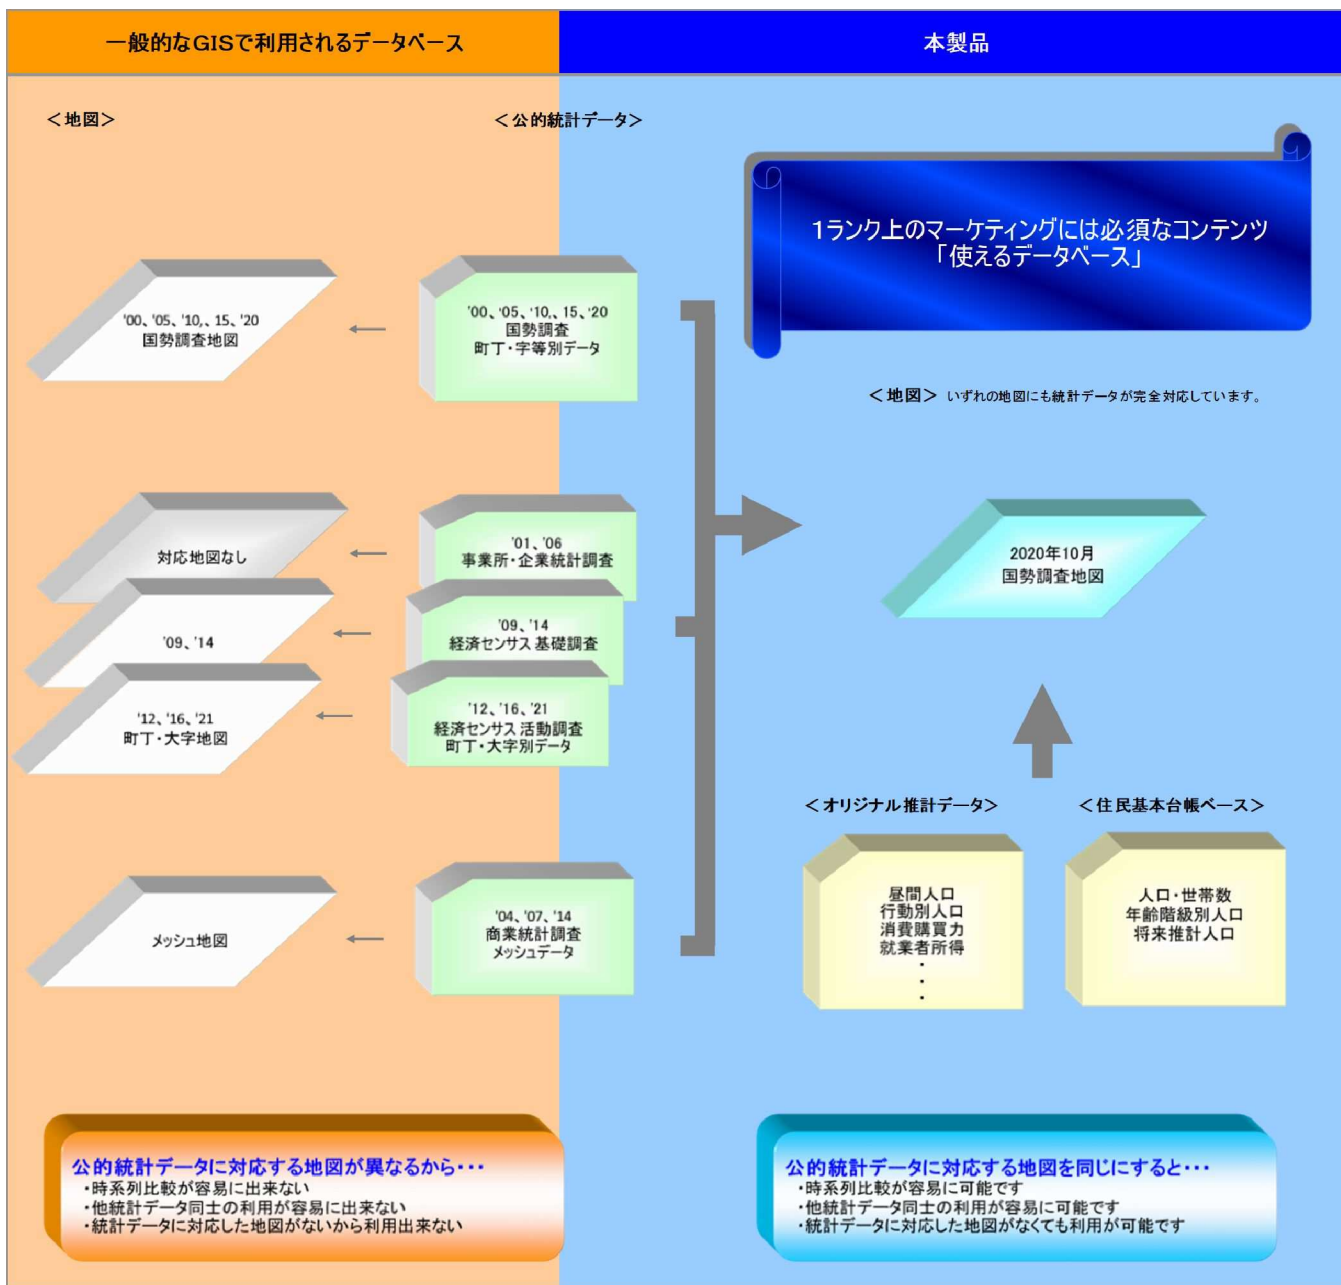 一般的なGISで利用されるデータベース
本製品
＜地図＞
＜公的統計データ＞
1ランク上のマーケティングには必須なコンテンツ
「使えるデータベース」
'00、'05、'10,、15、'20
国勢調査地図
'00、'05、'10,、15、'20
国勢調査
町丁・字等別データ
＜地図＞ いずれの地図にも統計データが完全対応しています。
対応地図なし
'01、'06
事業所・企業統計調査
2020年10月
国勢調査地図
'09、'14
'09、'14
経済センサス 基礎調査
'12、'16、'21
町丁・大字地図
'12、'16、'21
経済センサス 活動調査
町丁・大字別データ
＜オリジナル推計データ＞
＜住民基本台帳ベース＞
昼間人口
行動別人口
消費購買力
就業者所得
・
・
・
人口・世帯数
年齢階級別人口
将来推計人口
メッシュ地図
'04、'07、'14
商業統計調査
メッシュデータ
公的統計データに対応する地図が異なるから・・・
・時系列比較が容易に出来ない
・他統計データ同士の利用が容易に出来ない
・統計データに対応した地図がないから利用出来ない
公的統計データに対応する地図を同じにすると・・・
・時系列比較が容易に可能です
・他統計データ同士の利用が容易に可能です
・統計データに対応した地図がなくても利用が可能です